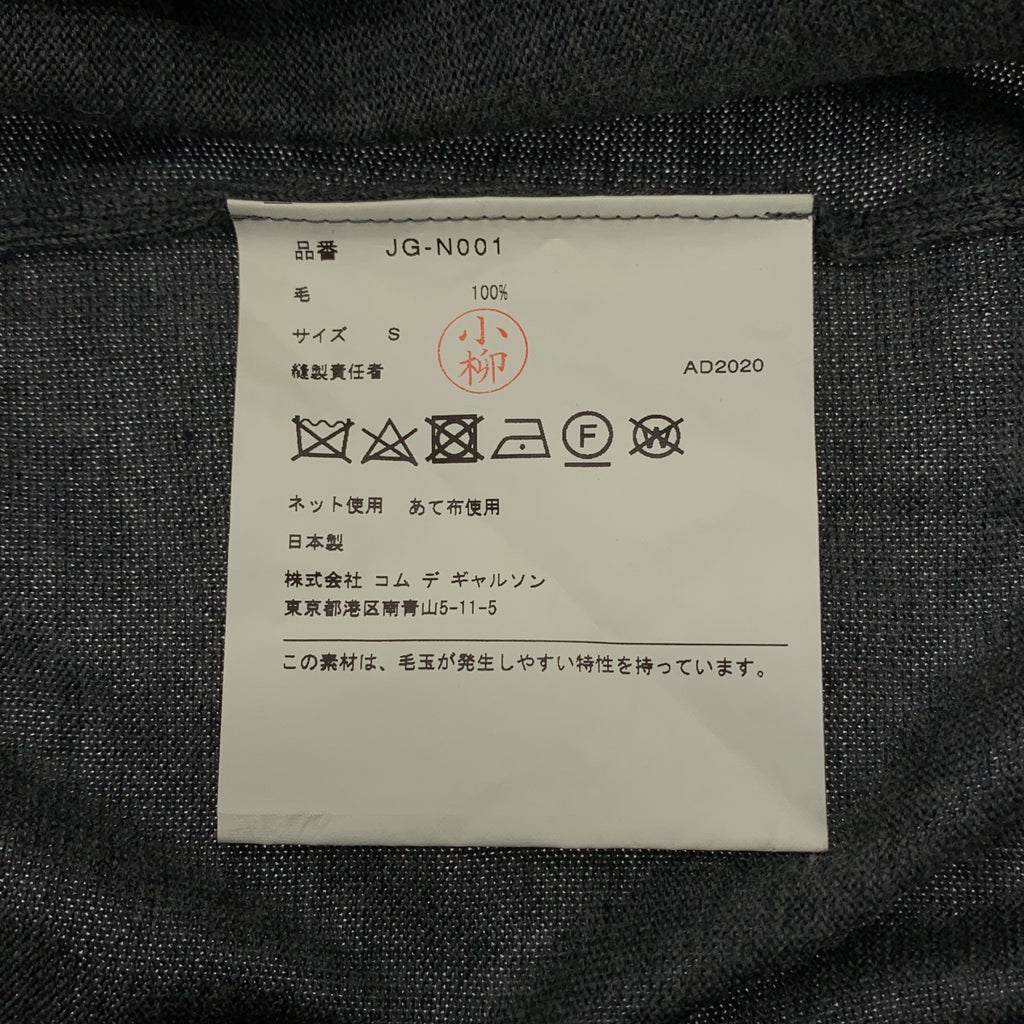 品番 JG-N001
毛 100%
サイズ S
小柳
縫製責任者
AD2020
F W
ネット使用 あて布使用
日本製
株式会社 コム デ ギャルソン
東京都港区南青山5-11-5
この素材は、毛玉が発生しやすい特性を持っています。